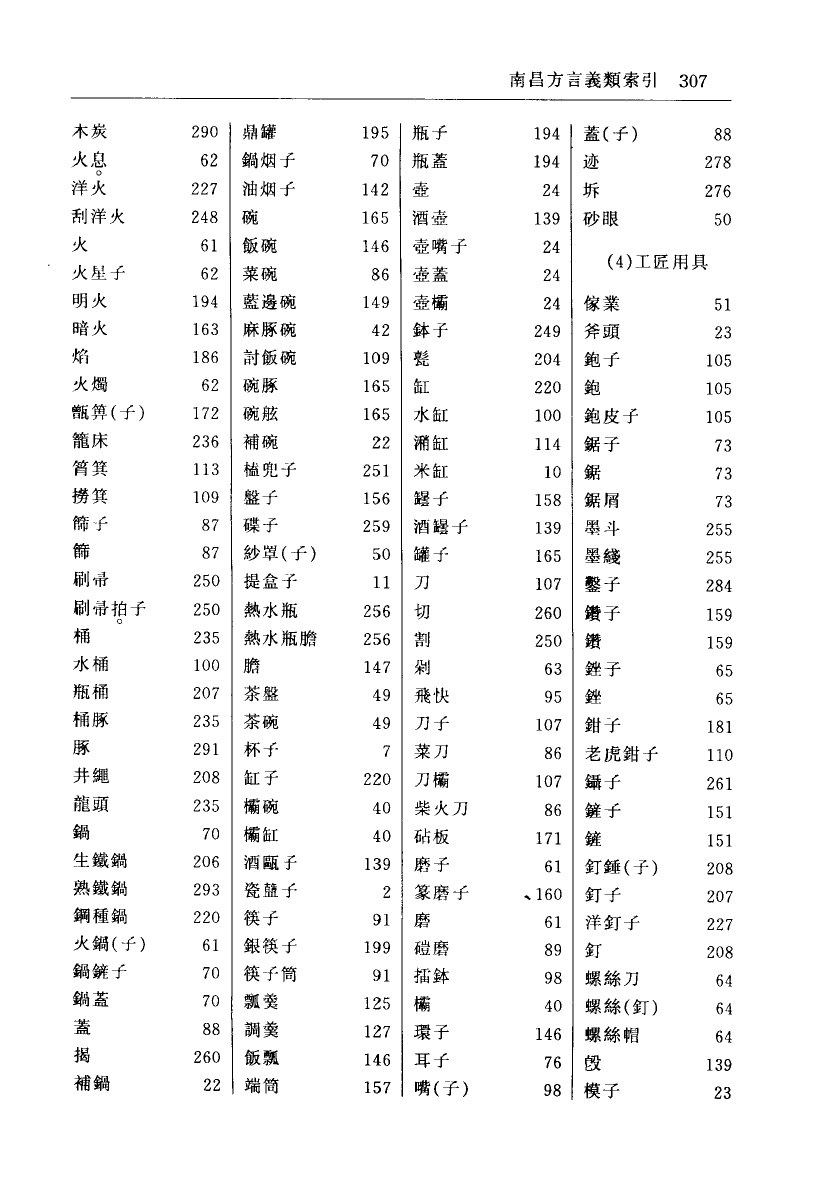 南昌方言義類索引 307
木炭 290
火息 62
洋火 227
刮洋火 248
火 61
火星子 62
明火 194
暗火 163
焰 186
火燭 62
甑箅(子) 172
籠床 236
筲箕 113
撈箕 109
篩子 87
篩 87
刷帚 250
刷帚拍子 250
桶 235
水桶 100
瓶桶 207
桶豚 235
豚 291
井繩 208
龍頭 235
鍋 70
生鐵鍋 206
熟鐵鍋 293
鋼種鍋 220
火鍋(子) 61
鍋鏟子 70
鍋蓋 70
蓋 88
揭 260
補鍋 22
鼎罐 195
鍋烟子 70
油烟子 142
碗 165
飯碗 146
菜碗 86
藍邊碗 149
麻豚碗 42
討飯碗 109
碗豚 165
碗舷 165
補碗 22
榼兜子 251
盤子 156
碟子 259
紗罩(子) 50
提盒子 11
熱水瓶 256
熱水瓶膽 256
膽 147
茶盤 49
茶碗 49
杯子 7
缸子 220
欛碗 40
欛缸 40
酒甌子 139
瓷盬子 2
筷子 91
銀筷子 199
筷子筒 91
瓢羹 125
調羹 127
飯瓢 146
端筒 157
瓶子 194
瓶蓋 194
壺 24
酒壺 139
壺嘴子 24
壺蓋 24
壺欛 24
鉢子 249
甏 204
缸 220
水缸 100
潲缸 114
米缸 10
罎子 158
酒罎子 139
罐子 165
刀 107
切 260
割 250
剁 63
飛快 95
刀子 107
菜刀 86
刀欛 107
柴火刀 86
砧板 171
磨子 61
篆磨子 160
磨 61
磑磨 89
擂鉢 98
欛 40
環子 146
耳子 76
嘴(子) 98
蓋(子) 88
迹 278
坼 276
砂眼 50
(4)工匠用具
傢業 51
斧頭 23
鉋子 105
鉋 105
鉋皮子 105
鋸子 73
鋸 73
鋸屑 73
墨斗 255
墨綫 255
鑿子 284
鑽子 159
鑽 159
銼子 65
銼 65
鉗子 181
老虎鉗子 110
鑷子 261
鏟子 151
鏟 151
釘錘(子) 208
釘子 207
洋釘子 227
釘 208
螺絲刀 64
螺絲(釘) 64
螺絲帽 64
139
模子 23